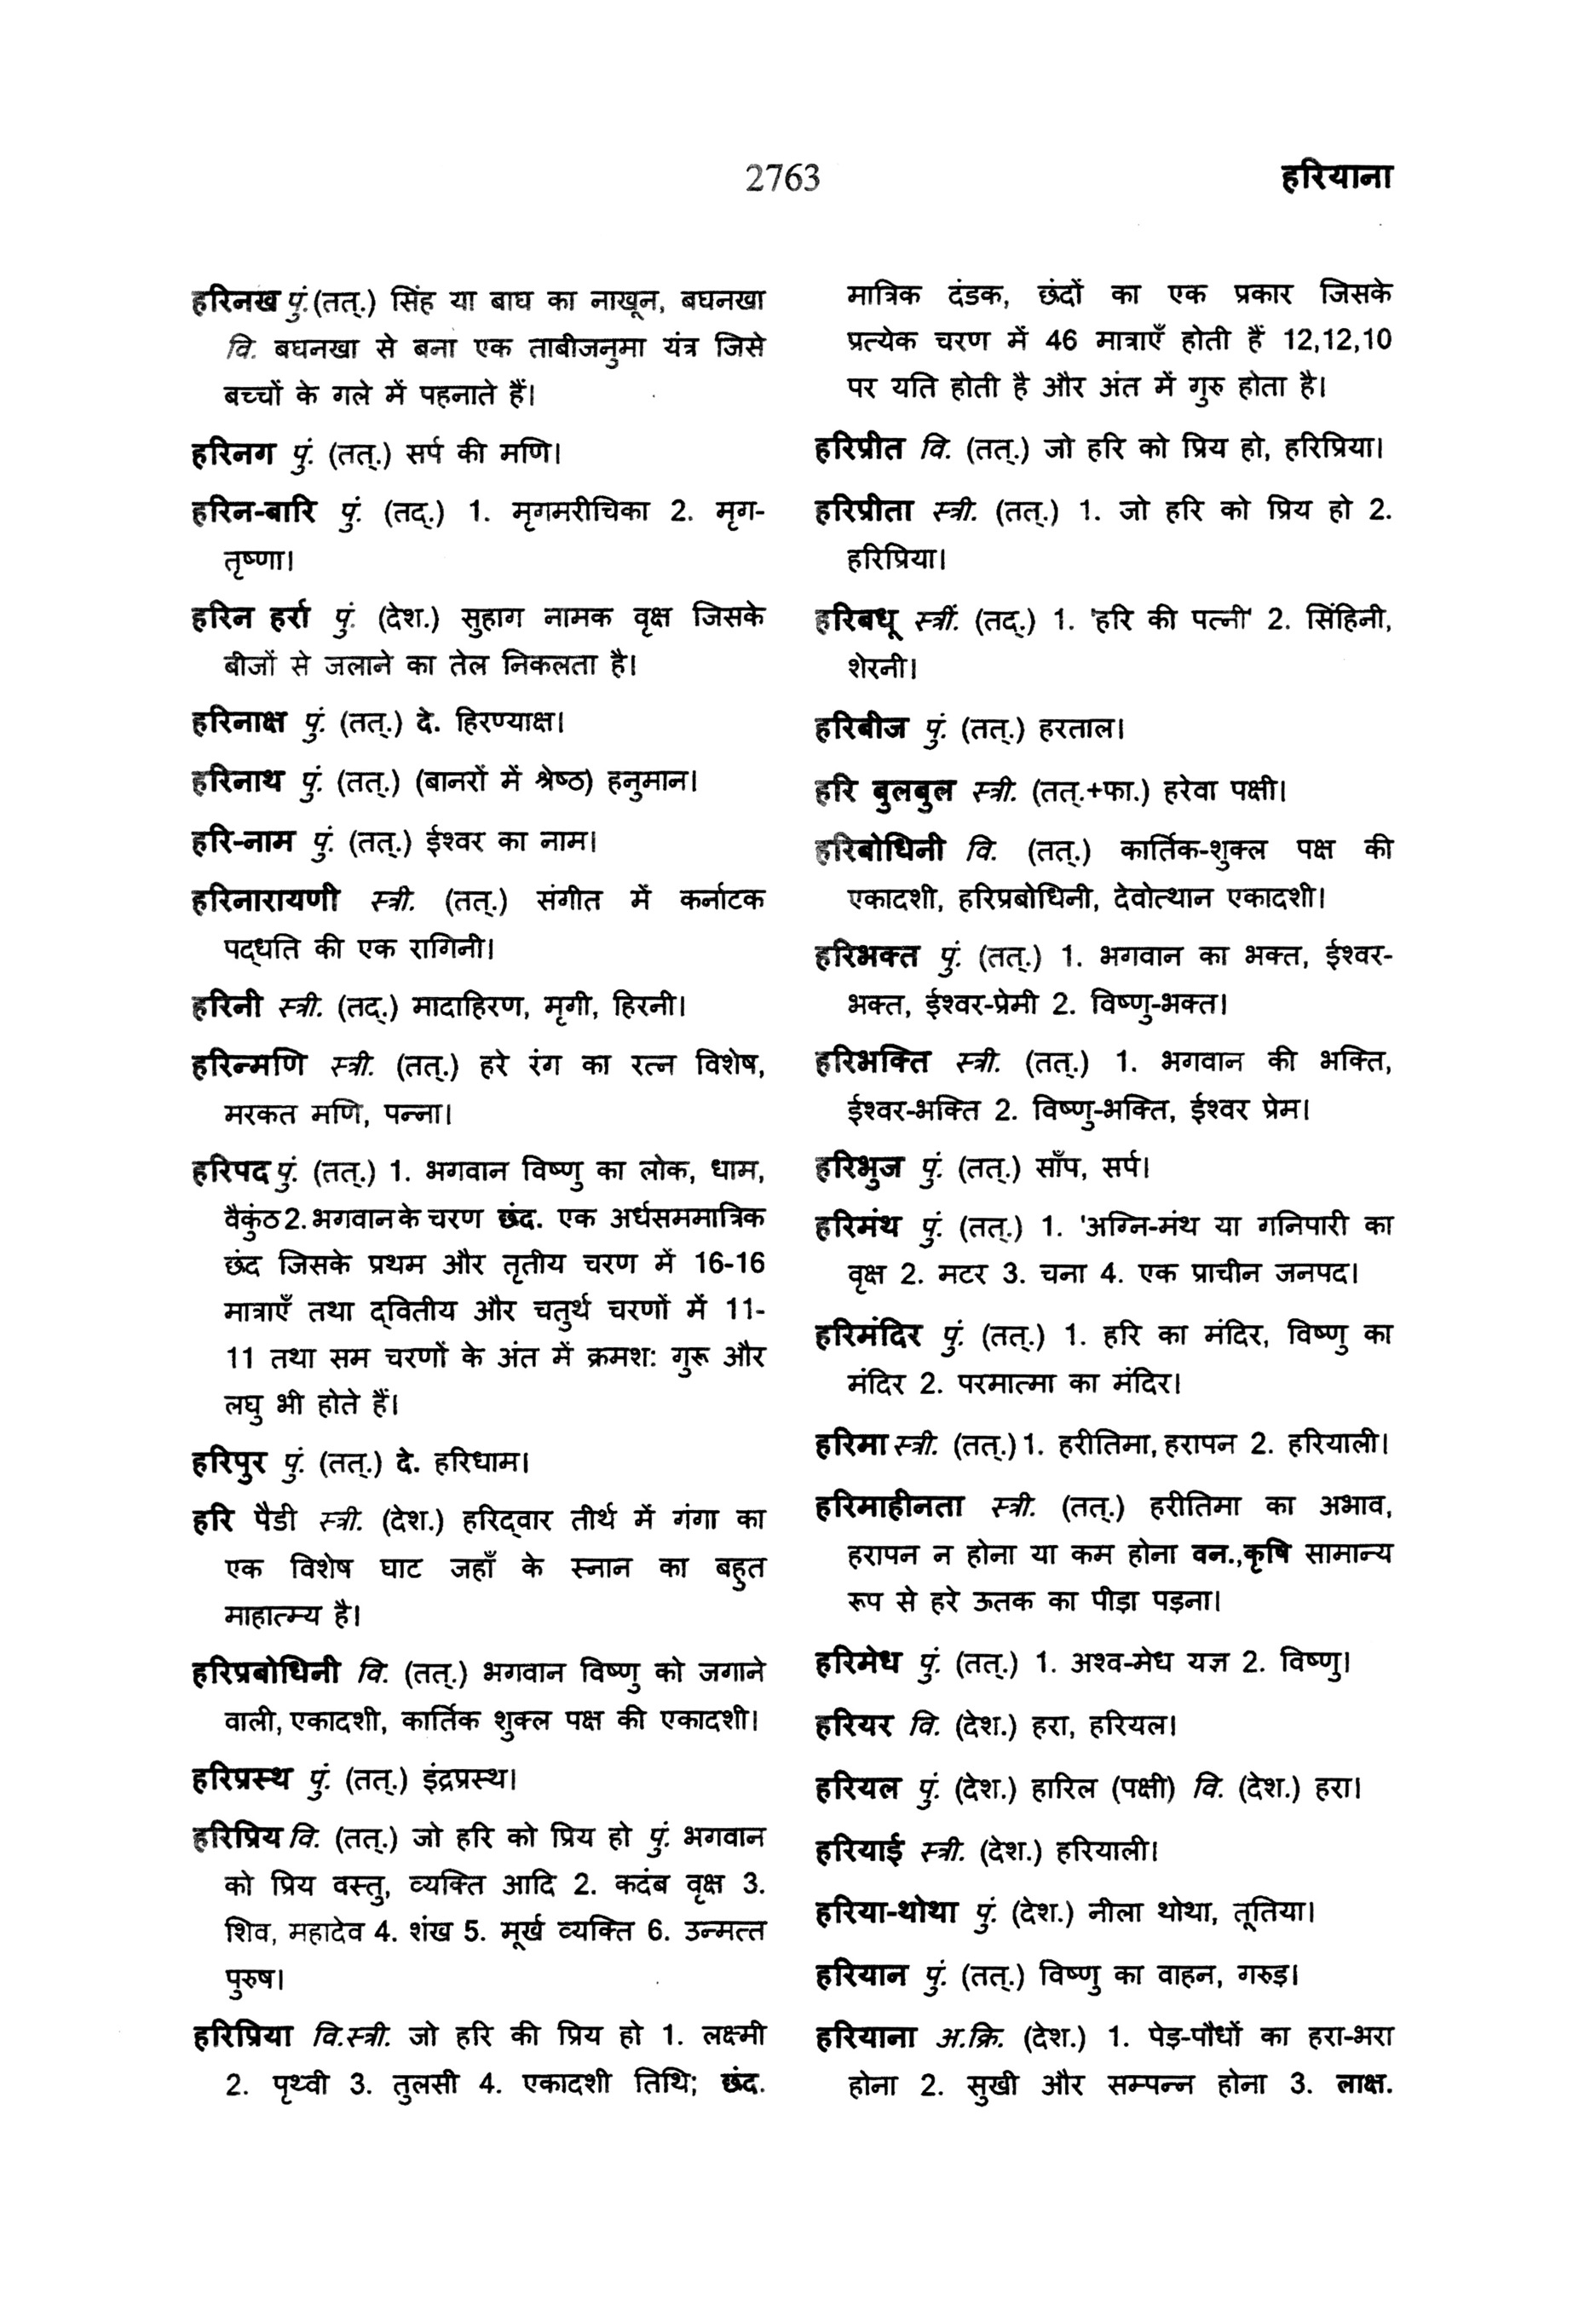 2763
हरियाना
हरिनख पुं.(तत्.) सिंह या बाघ का नाखून, बघनखा
वि. बघनखा से बना एक ताबीजनुमा यंत्र जिसे
बच्चों के गले में पहनाते हैं।
हरिनग पुं. (तत्.) सर्प की मणि।
हरिन-बारि पुं. (तद्.) 1. मृगमरीचिका 2. मृग-
तृष्णा।
हरिन हर्रा पुं. (देश.) सुहाग नामक वृक्ष जिसके
बीजों से जलाने का तेल निकलता है।
हरिनाक्ष पुं. (तत्.) दे. हिरण्याक्ष।
हरिनाथ पुं. (तत्.) (बानरों में श्रेष्ठ) हनुमान।
हरि-नाम पुं. (तत्.) ईश्वर का नाम।
हरिनारायणी स्त्री. (तत्.) संगीत में कर्नाटक
पद्धति की एक रागिनी।
हरिनी स्त्री. (तद्.) मादाहिरण, मृगी, हिरनी।
हरिन्मणि स्त्री. (तत्.) हरे रंग का रत्न विशेष,
मरकत मणि, पन्ना।
हरिपद पुं. (तत्.) 1. भगवान विष्णु का लोक, धाम,
वैकुंठ 2. भगवान के चरण छंद. एक अर्धसममात्रिक
छंद जिसके प्रथम और तृतीय चरण में 16-16
मात्राएँ तथा द्वितीय और चतुर्थ चरणों में 11-
11 तथा सम चरणों के अंत में क्रमश: गुरू और
लघु भी होते हैं।
हरिपुर पुं. (तत्.) दे. हरिधाम।
हरि पैडी स्त्री. (देश.) हरिद्वार तीर्थ में गंगा का
एक विशेष घाट जहाँ के स्नान का बहुत
माहात्म्य है।
हरिप्रबोधिनी वि. (तत्.) भगवान विष्णु को जगाने
वाली, एकादशी, कार्तिक शुक्ल पक्ष की एकादशी।
हरिप्रस्थ पुं. (तत्.) इंद्रप्रस्थ।
हरिप्रिय वि. (तत्.) जो हरि को प्रिय हो पुं. भगवान
को प्रिय वस्तु, व्यक्ति आदि 2. कदंब वृक्ष 3.
शिव, महादेव 4. शंख 5. मूर्ख व्यक्ति 6. उन्मत्त
पुरुष।
हरिप्रिया वि.स्त्री. जो हरि की प्रिय हो 1. लक्ष्मी
2. पृथ्वी 3. तुलसी 4. एकादशी तिथि; छंद.
मात्रिक दंडक, छंदों का एक प्रकार जिसके
प्रत्येक चरण में 46 मात्राएँ होती हैं 12,12,10
पर यति होती है और अंत में गुरु होता है।
हरिप्रीत वि. (तत्.) जो हरि को प्रिय हो, हरिप्रिया।
हरिप्रीता स्त्री. (तत्.) 1. जो हरि को प्रिय हो 2.
हरिप्रिया।
हरिबधू स्त्रीं. (तद्.) 1. 'हरि की पत्नी' 2. सिंहिनी,
शेरनी।
हरिबीज पुं. (तत्.) हरताल।
हरि बुलबुल स्त्री. (तत्.+फा.) हरेवा पक्षी।
हरिबोधिनी वि. (तत्.) कार्तिक-शुक्ल पक्ष की
एकादशी, हरिप्रबोधिनी, देवोत्थान एकादशी।
हरिभक्त पुं. (तत्.) 1. भगवान का भक्त, ईश्वर-
भक्त, ईश्वर-प्रेमी 2. विष्णु-भक्त।
हरिभक्ति स्त्री. (तत्.) 1. भगवान की भक्ति,
ईश्वर-भक्ति 2. विष्णु-भक्ति, ईश्वर प्रेम।
हरिभुज पुं. (तत्.) साँप, सर्प।
हरिमंथ पुं. (तत्.) 1. 'अग्नि-मंथ या गनिपारी का
वृक्ष 2. मटर 3. चना 4. एक प्राचीन जनपद।
हरिमंदिर पुं. (तत्.) 1. हरि का मंदिर, विष्णु का
मंदिर 2. परमात्मा का मंदिर।
हरिमा स्त्री. (तत्.) 1. हरीतिमा, हरापन 2. हरियाली।
हरिमाहीनता स्त्री. (तत्.) हरीतिमा का अभाव,
हरापन न होना या कम होना वन.,कृषि सामान्य
रूप से हरे ऊतक का पीड़ा पड़ना।
हरिमेध पुं. (तत्.) 1. अश्व-मेध यज्ञ 2. विष्णु।
हरियर वि. (देश.) हरा, हरियल।
हरियल पुं. (देश.) हारिल (पक्षी) वि. (देश.) हरा।
हरियाई स्त्री. (देश.) हरियाली।
हरिया-थोथा पुं. (देश.) नीला थोथा, तूतिया।
हरियान पुं. (तत्.) विष्णु का वाहन, गरुड़।
हरियाना अ.क्रि. (देश.) 1. पेड़-पौधों का हरा-भरा
होना 2. सुखी और सम्पन्न होना 3. लाक्ष.